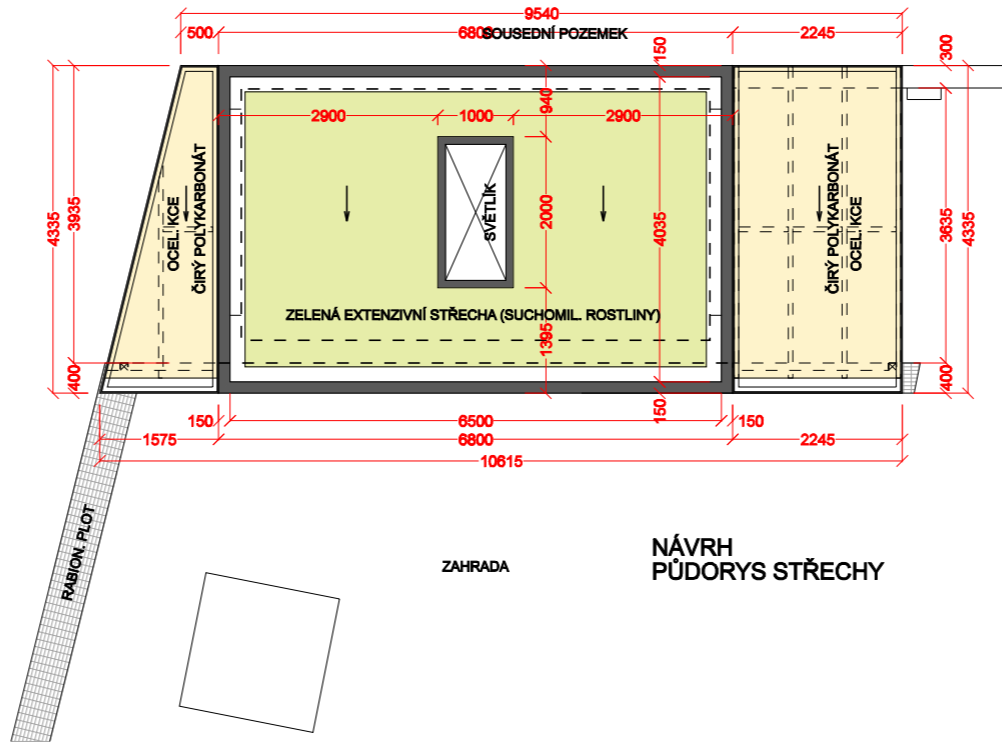 9540
500
6800
SOUSEDNÍ POZEMEK
2245
150
300
940
2900
1000
2900
4335
3935
OCEL. KCE
ČIRÝ POLYKARBONÁT
SVĚTLÍK
2000
4035
ČIRÝ POLYKARBONÁT
OCEL. KCE
3635
4335
ZELENÁ EXTENZIVNÍ STŘECHA (SUCHOMIL. ROSTLINY)
1395
400
400
150
6500
150
150
1575
6800
2245
10615
RABION. PLOT
ZAHRADA
NÁVRH
PŮDORYS STŘECHY